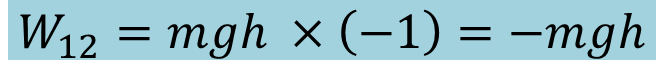 W₁₂ = mgh × (−1) = −mgh